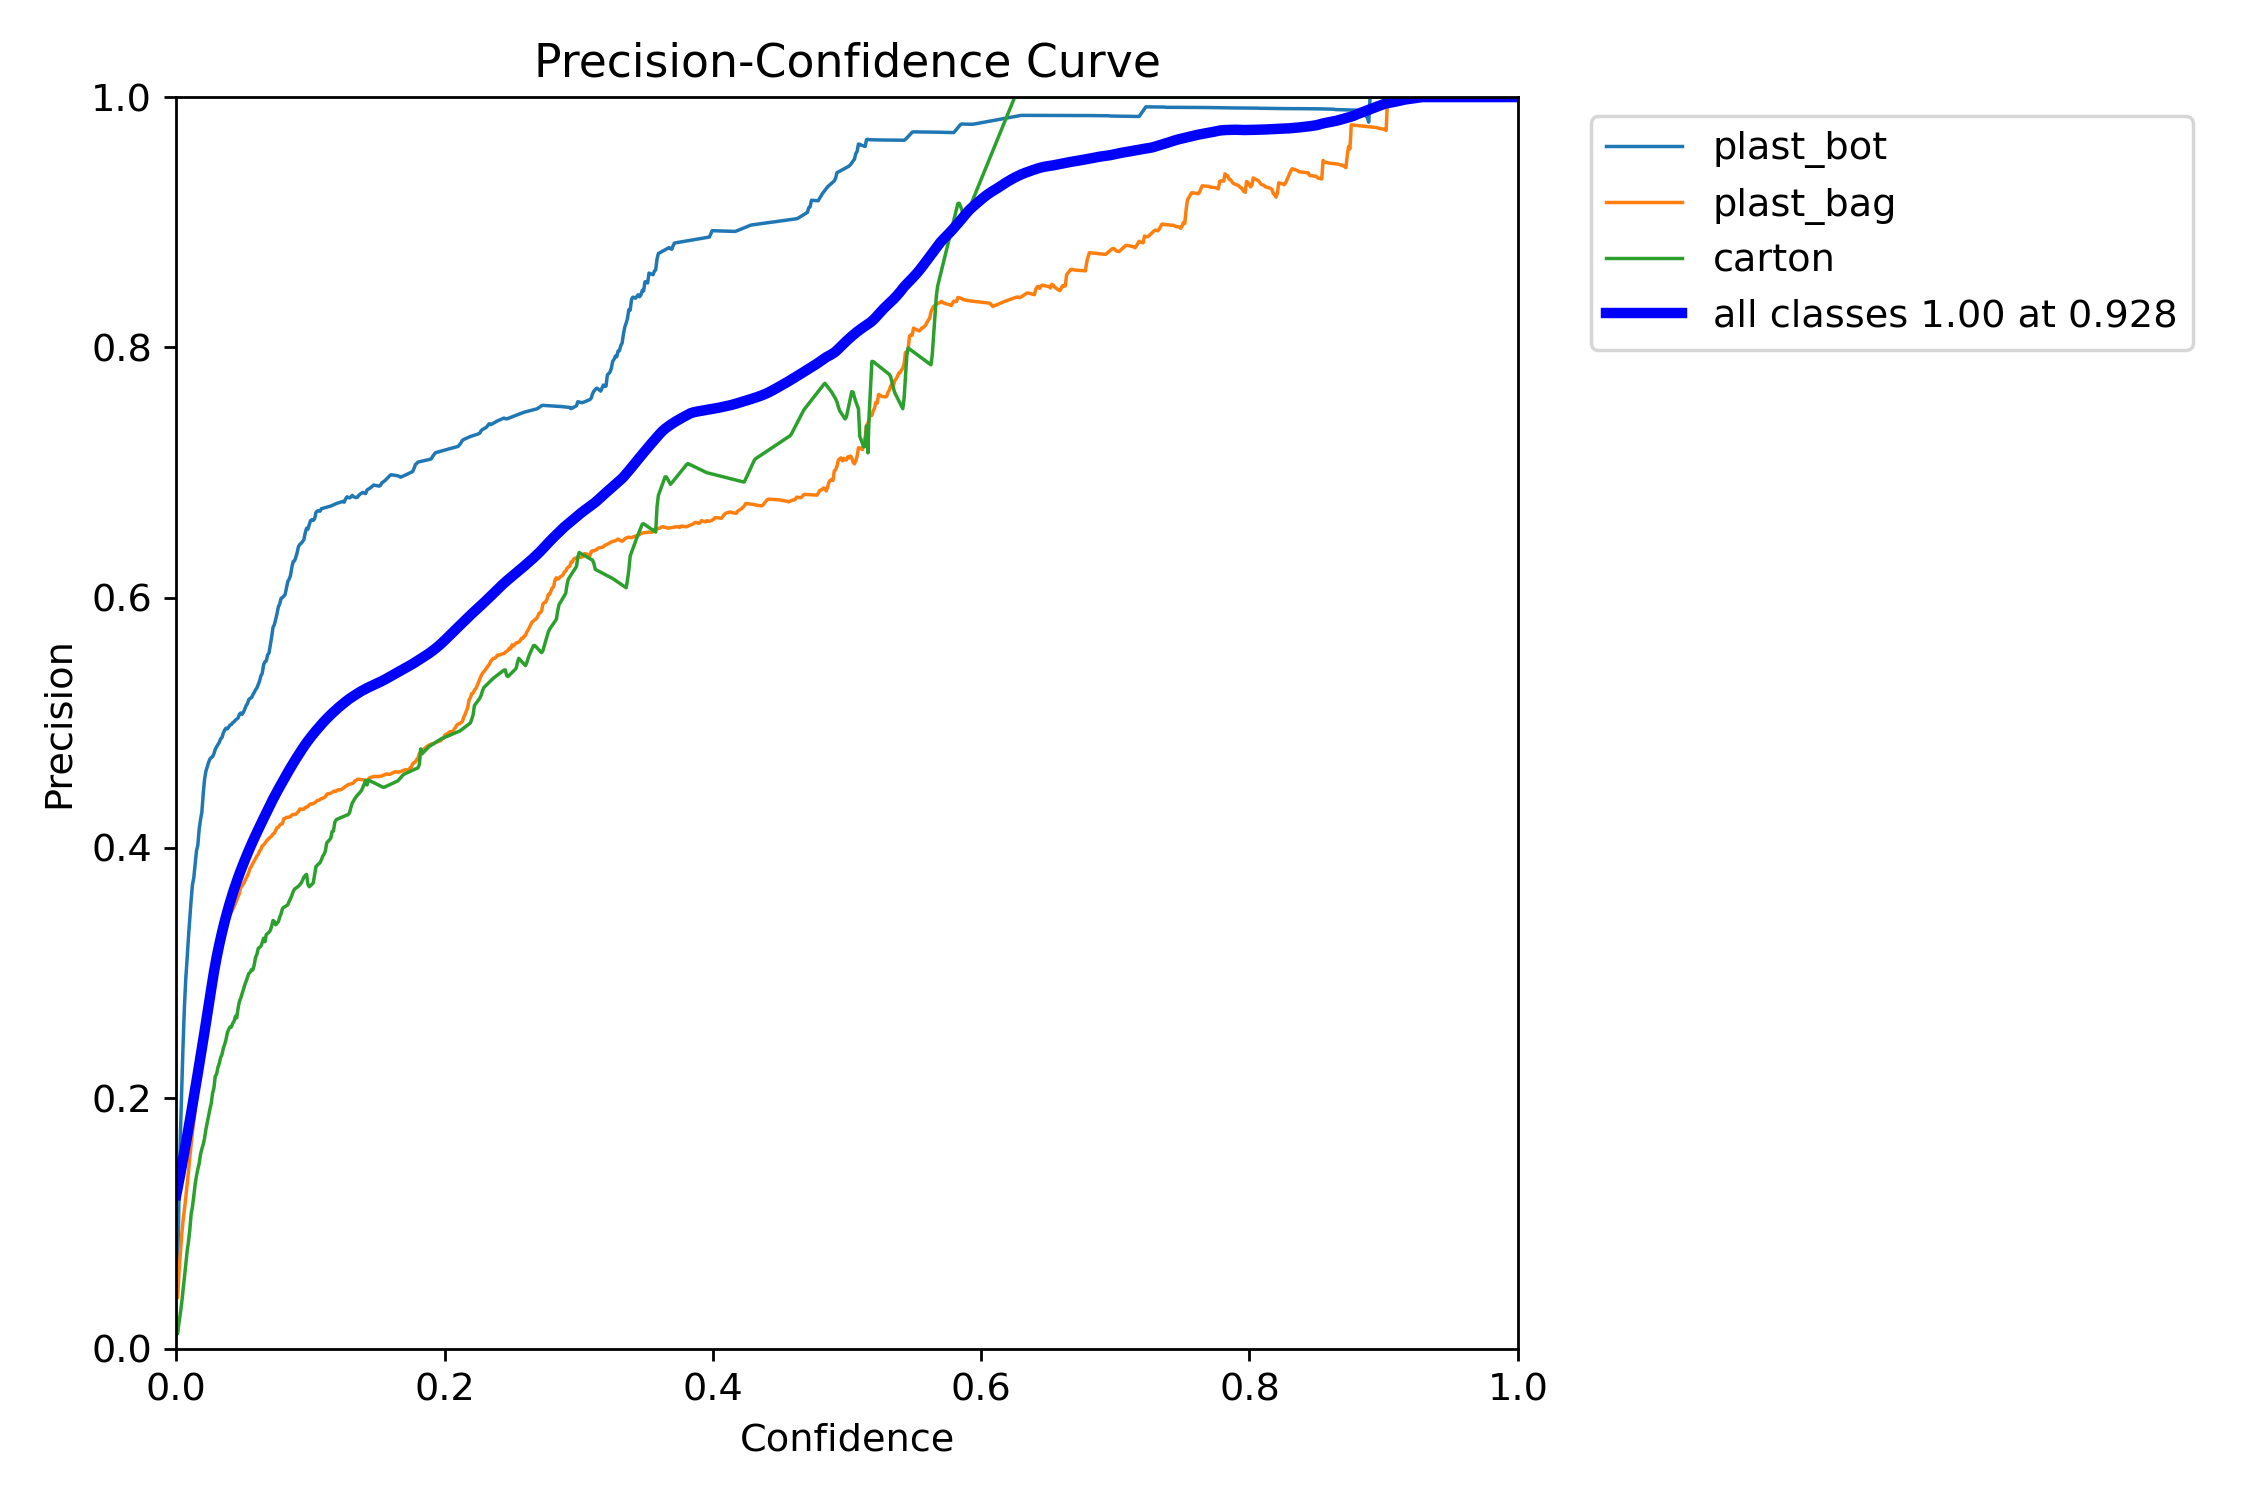 Precision-Confidence Curve
1.0
0.8
0.6
0.4
0.2
0.0
Precision
0.0 0.2 0.4 0.6 0.8 1.0
Confidence
plast_bot
plast_bag
carton
all classes 1.00 at 0.928